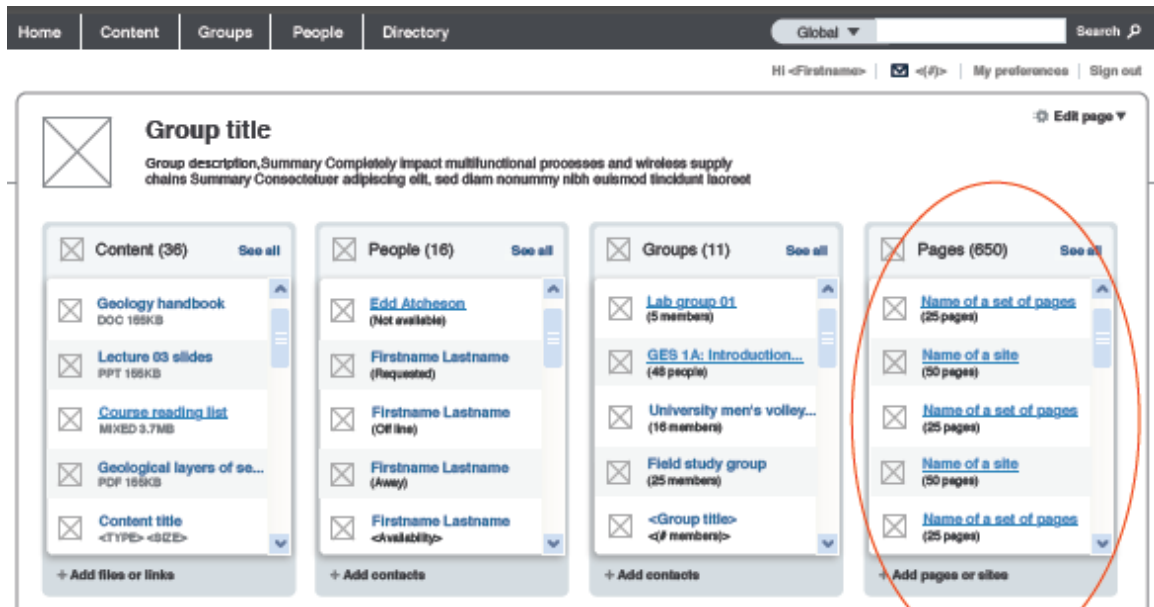 Home Content Groups People Directory Global Search
Hi <Firstname> <(#)> My preferences Sign out
Edit page
Group title
Group description,Summary Completely impact multifunctional processes and wireless supply
chains Summary Consectetuer adipiscing elit, sed diam nonummy nibh euismod tincidunt laoreet
Content (36) See all
Geology handbook
DOC 165KB
Lecture 03 slides
PPT 165KB
Course reading list
MIXED 3.7MB
Geological layers of se...
PDF 165KB
Content title
<TYPE> <SIZE>
+ Add files or links
People (16) See all
Edd Atcheson
(Not available)
Firstname Lastname
(Requested)
Firstname Lastname
(Off line)
Firstname Lastname
(Away)
Firstname Lastname
<Availability>
+ Add contacts
Groups (11) See all
Lab group 01
(5 members)
GES 1A: Introduction...
(48 people)
University men's volley...
(16 members)
Field study group
(25 members)
<Group title>
<(# members)>
+ Add contacts
Pages (650) See all
Name of a set of pages
(25 pages)
Name of a site
(50 pages)
Name of a set of pages
(25 pages)
Name of a site
(50 pages)
Name of a set of pages
(25 pages)
+ Add pages or sites